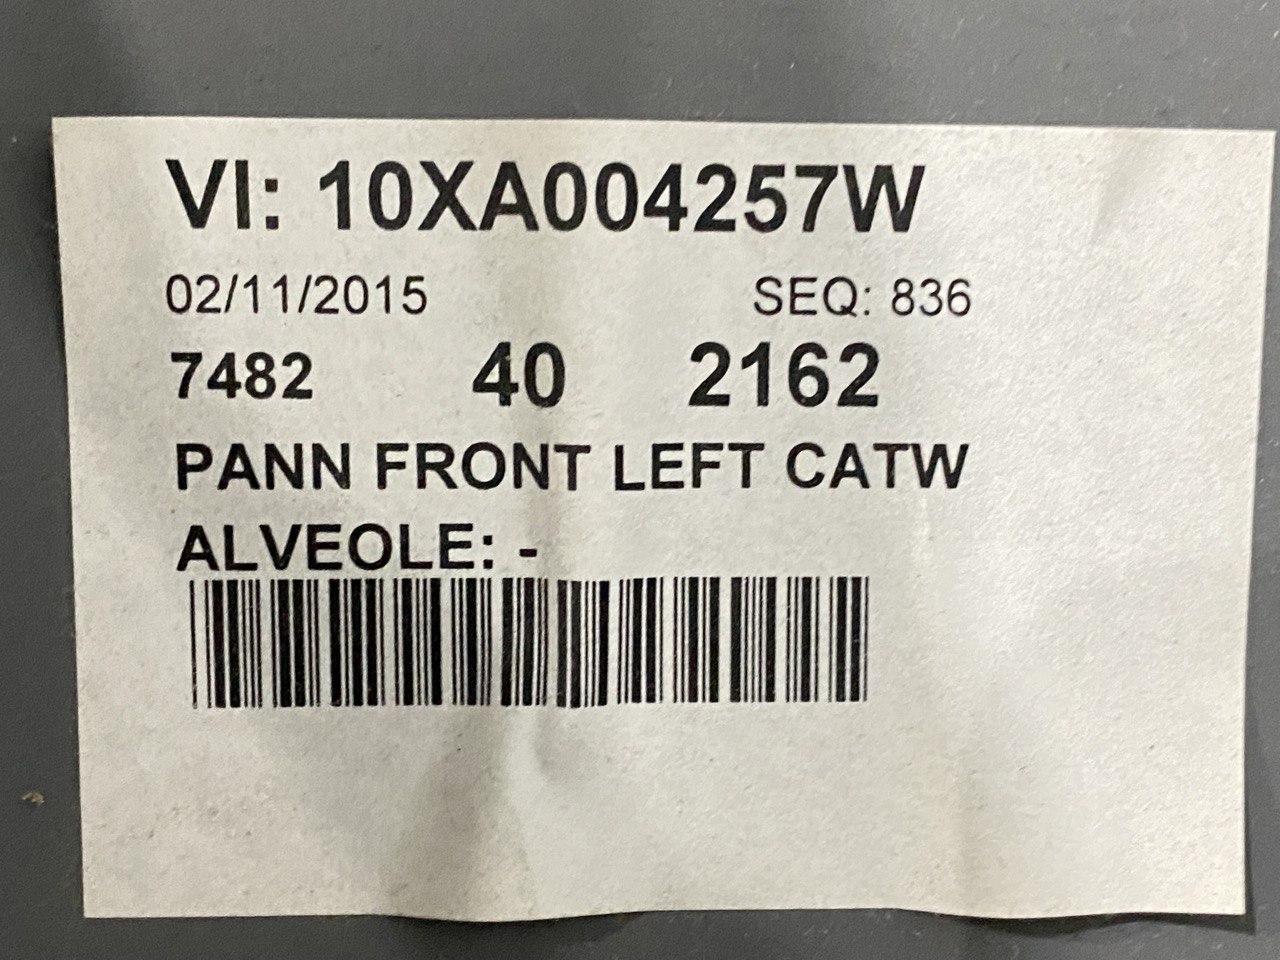 VI: 10XA004257W
02/11/2015 SEQ: 836
7482 40 2162
PANN FRONT LEFT CATW
ALVEOLE: -